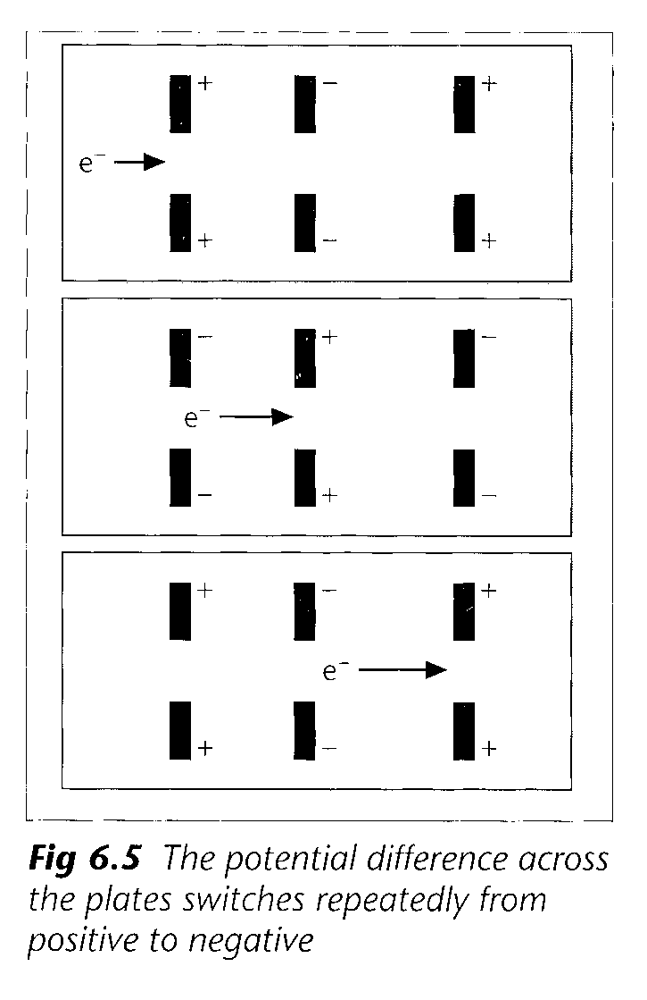 + − +
e⁻
+ − +
− + −
e⁻
− + −
+ − +
e⁻
+ − +
Fig 6.5 The potential difference across
the plates switches repeatedly from
positive to negative